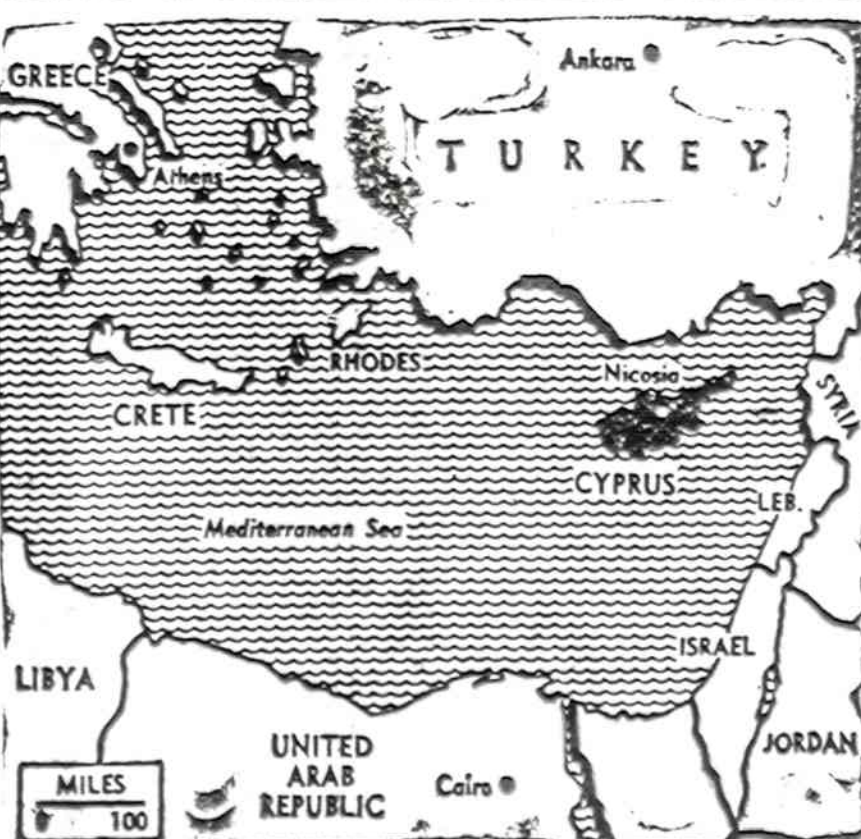 GREECE
Ankara
TURKEY
Athens
RHODES
Nicosia
SYRIA
CRETE
CYPRUS
LEB.
Mediterranean Sea
ISRAEL
LIBYA
JORDAN
UNITED
ARAB
REPUBLIC
Cairo
MILES
100